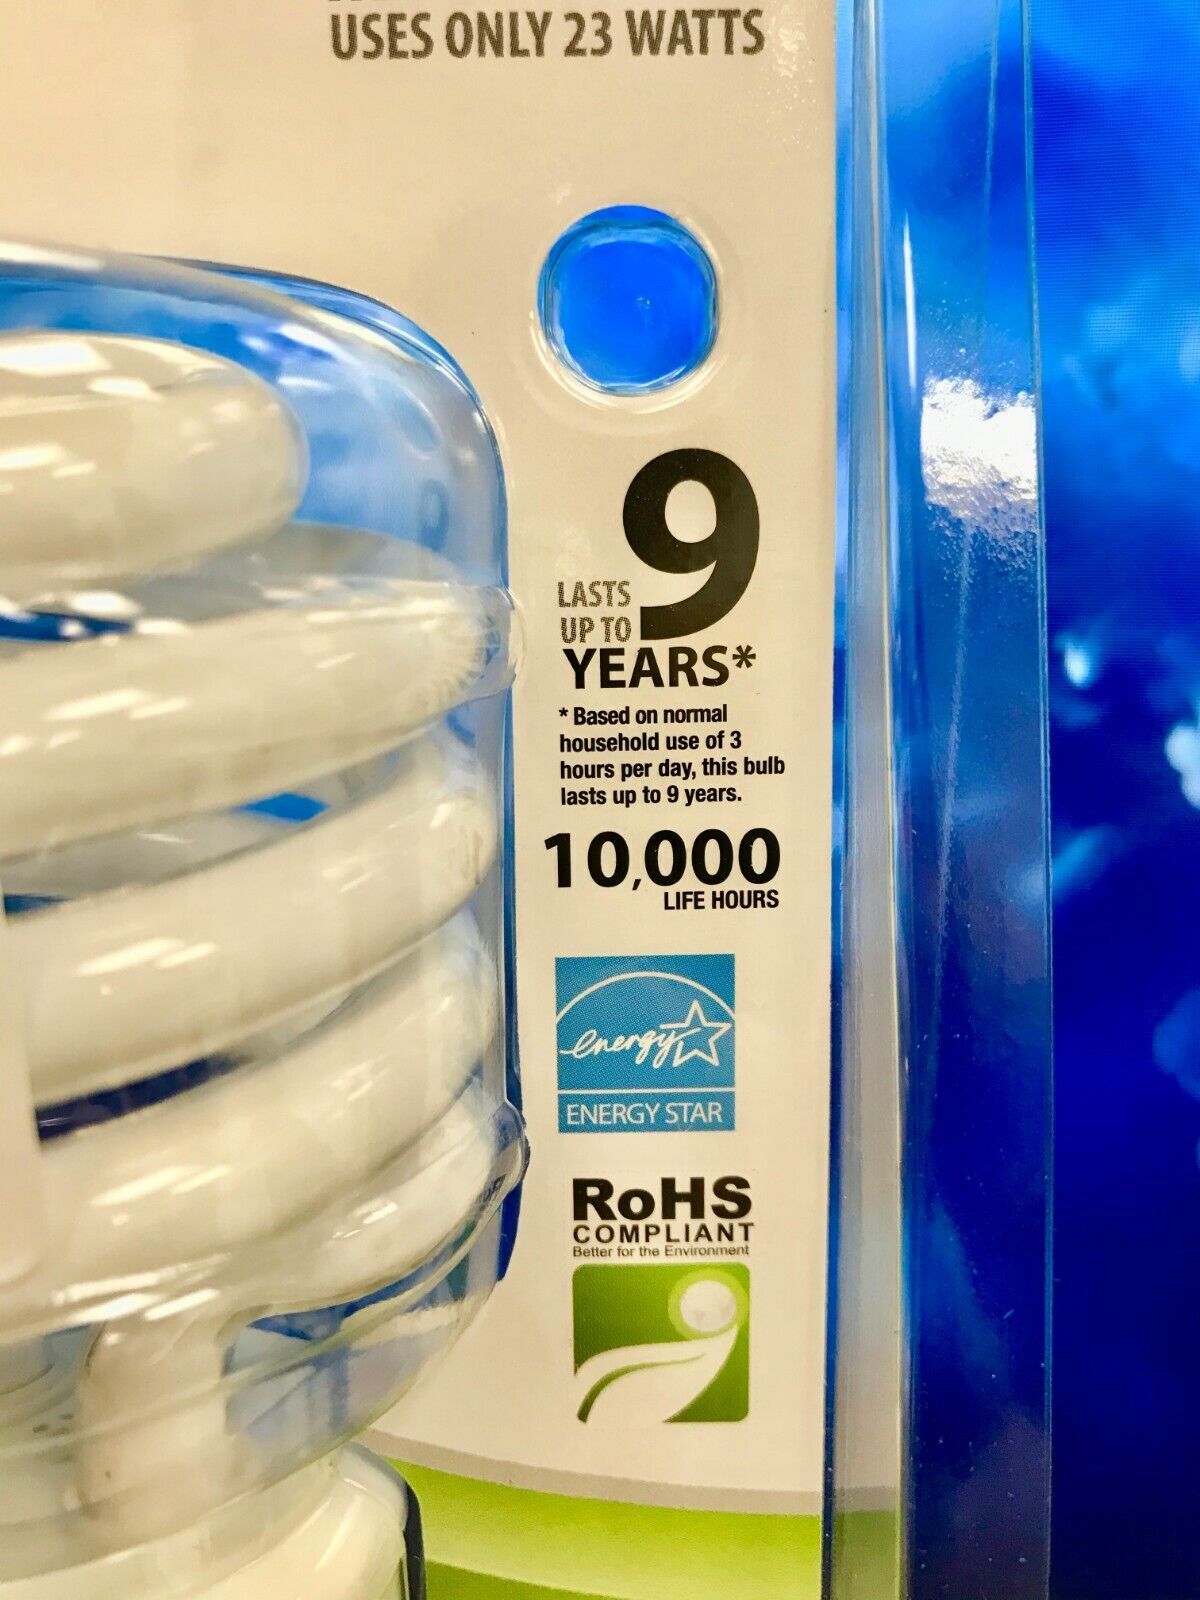 USES ONLY 23 WATTS
LASTS
UP TO
9
YEARS*
* Based on normal
household use of 3
hours per day, this bulb
lasts up to 9 years.
10,000
LIFE HOURS
energy
ENERGY STAR
RoHS
COMPLIANT
Better for the Environment